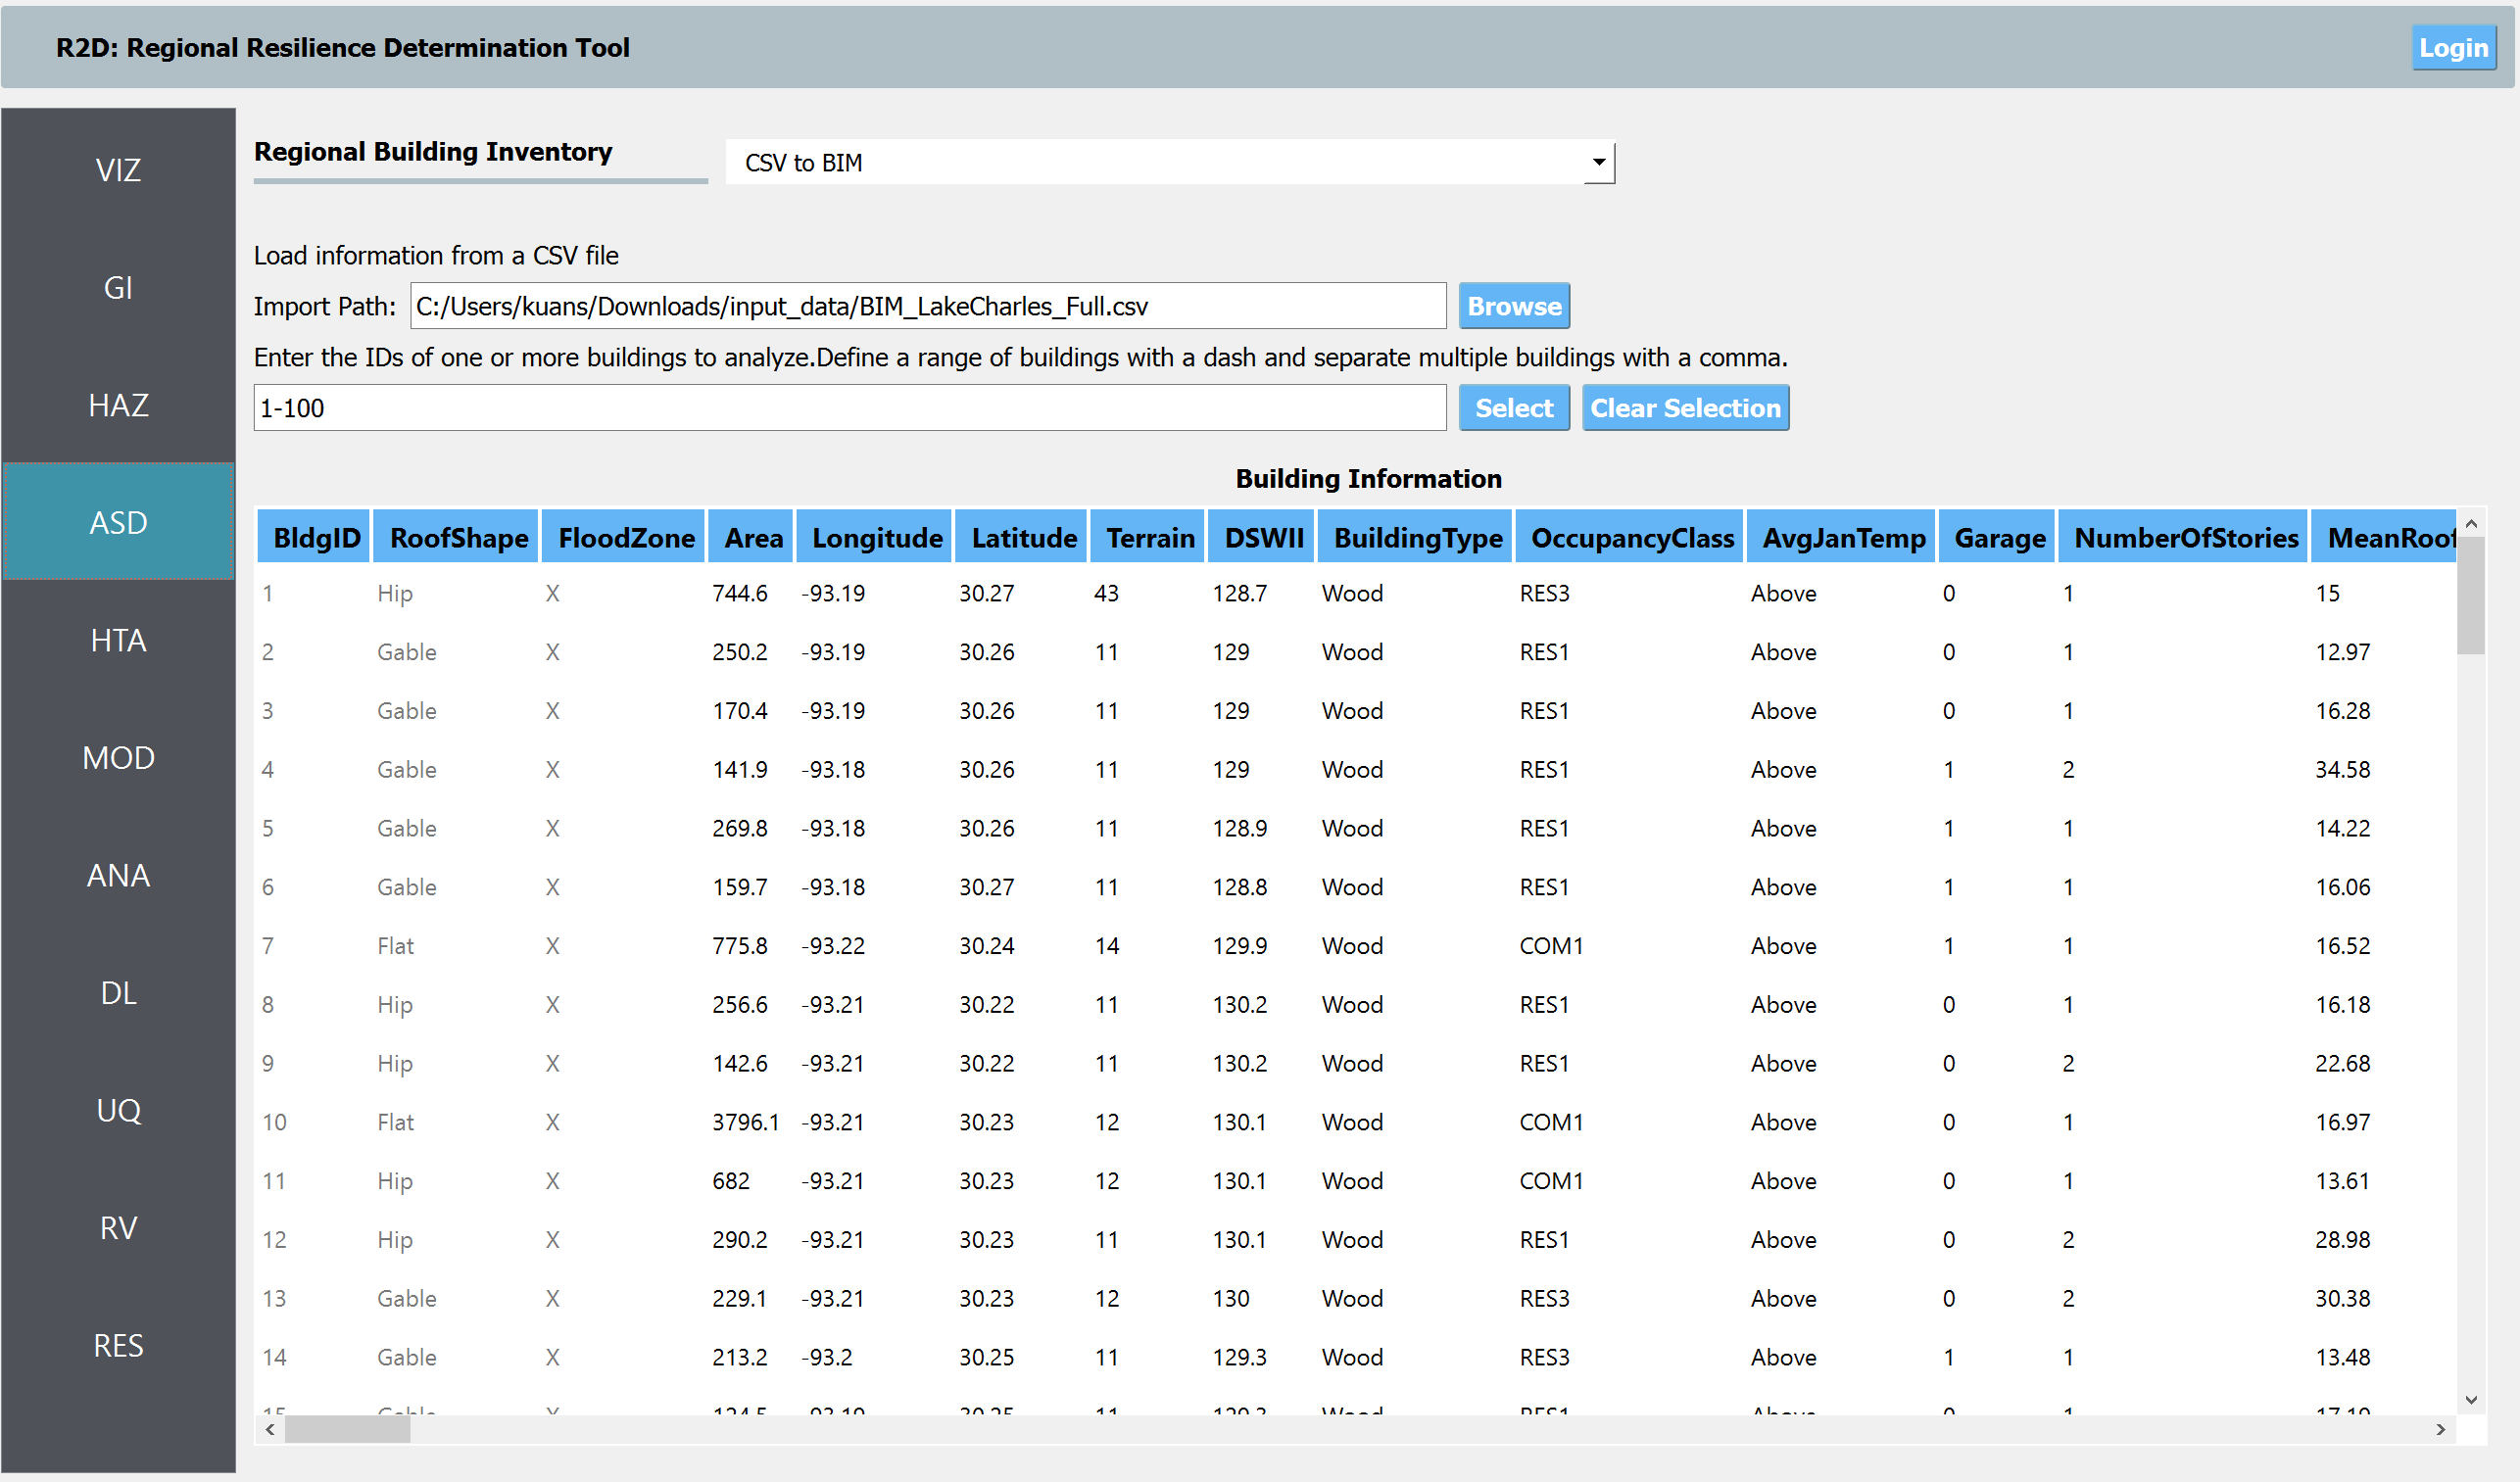 R2D: Regional Resilience Determination Tool
Login
VIZ
GI
HAZ
ASD
HTA
MOD
ANA
DL
UQ
RV
RES
Regional Building Inventory
CSV to BIM
Load information from a CSV file
Import Path: C:/Users/kuans/Downloads/input_data/BIM_LakeCharles_Full.csv Browse
Enter the IDs of one or more buildings to analyze.Define a range of buildings with a dash and separate multiple buildings with a comma.
1-100 Select Clear Selection
Building Information
BldgID RoofShape FloodZone Area Longitude Latitude Terrain DSWII BuildingType OccupancyClass AvgJanTemp Garage NumberOfStories MeanRoof
1 Hip X 744.6 -93.19 30.27 43 128.7 Wood RES3 Above 0 1 15
2 Gable X 250.2 -93.19 30.26 11 129 Wood RES1 Above 0 1 12.97
3 Gable X 170.4 -93.19 30.26 11 129 Wood RES1 Above 0 1 16.28
4 Gable X 141.9 -93.18 30.26 11 129 Wood RES1 Above 1 2 34.58
5 Gable X 269.8 -93.18 30.26 11 128.9 Wood RES1 Above 1 1 14.22
6 Gable X 159.7 -93.18 30.27 11 128.8 Wood RES1 Above 1 1 16.06
7 Flat X 775.8 -93.22 30.24 14 129.9 Wood COM1 Above 1 1 16.52
8 Hip X 256.6 -93.21 30.22 11 130.2 Wood RES1 Above 0 1 16.18
9 Hip X 142.6 -93.21 30.22 11 130.2 Wood RES1 Above 0 2 22.68
10 Flat X 3796.1 -93.21 30.23 12 130.1 Wood COM1 Above 0 1 16.97
11 Hip X 682 -93.21 30.23 12 130.1 Wood COM1 Above 0 1 13.61
12 Hip X 290.2 -93.21 30.23 11 130.1 Wood RES1 Above 0 2 28.98
13 Gable X 229.1 -93.21 30.23 12 130 Wood RES3 Above 0 2 30.38
14 Gable X 213.2 -93.2 30.25 11 129.3 Wood RES3 Above 1 1 13.48